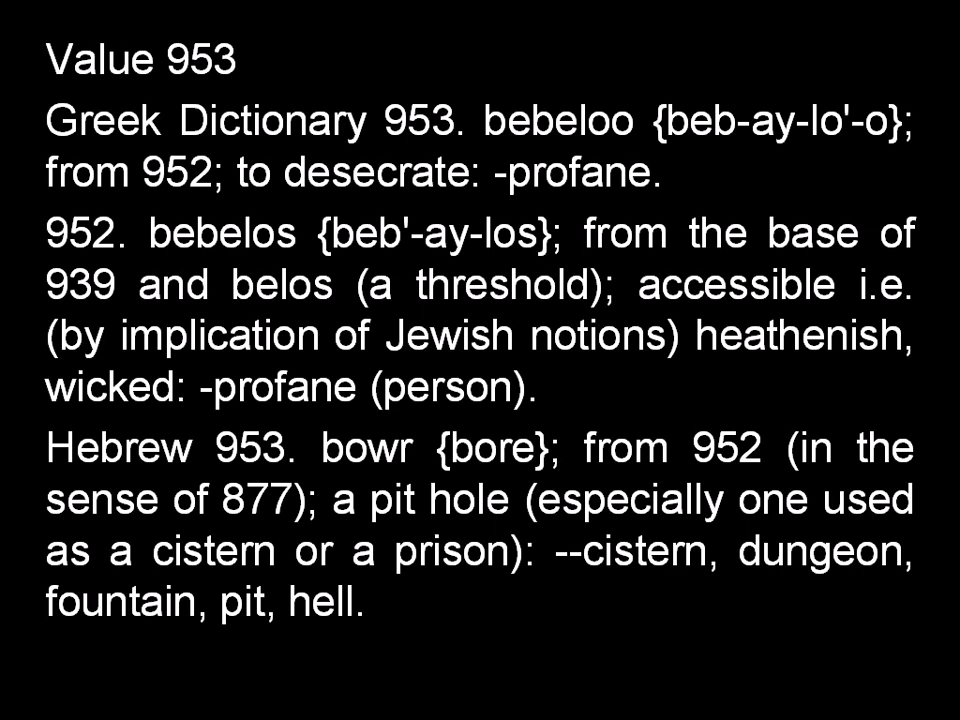 Value 953
Greek Dictionary 953. bebeloo {beb-ay-lo'-o};
from 952; to desecrate: -profane.
952. bebelos {beb'-ay-los}; from the base of
939 and belos (a threshold); accessible i.e.
(by implication of Jewish notions) heathenish,
wicked: -profane (person).
Hebrew 953. bowr {bore}; from 952 (in the
sense of 877); a pit hole (especially one used
as a cistern or a prison): --cistern, dungeon,
fountain, pit, hell.